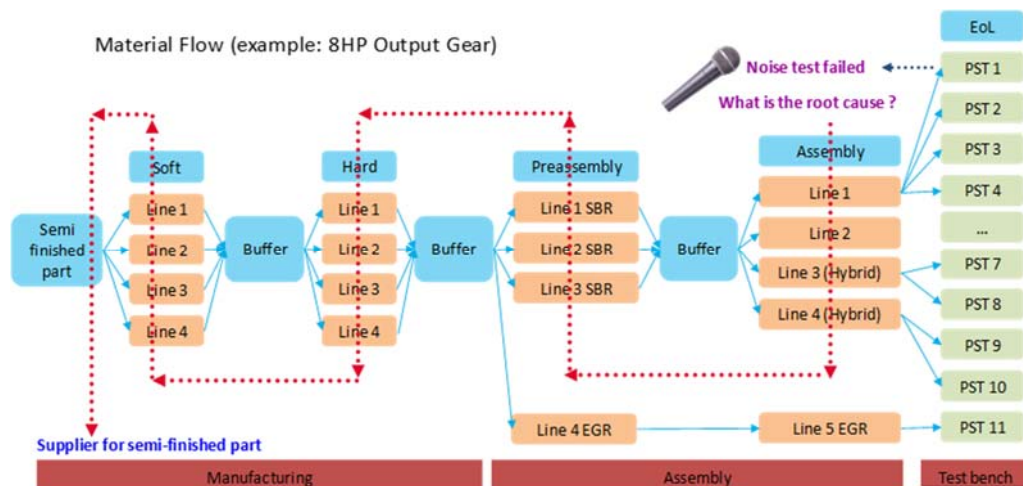 Material Flow (example: 8HP Output Gear)
EoL
Noise test failed
PST 1
What is the root cause ?
PST 2
Soft
Hard
Preassembly
Assembly
PST 3
Line 1
Line 1
Line 1 SBR
Line 1
PST 4
Semi
finished
part
Line 2
Buffer
Line 2
Buffer
Line 2 SBR
Buffer
Line 2
...
Line 3
Line 3
Line 3 SBR
Line 3 (Hybrid)
PST 7
Line 4
Line 4
Line 4 (Hybrid)
PST 8
PST 9
PST 10
Supplier for semi-finished part
Line 4 EGR
Line 5 EGR
PST 11
Manufacturing
Assembly
Test bench